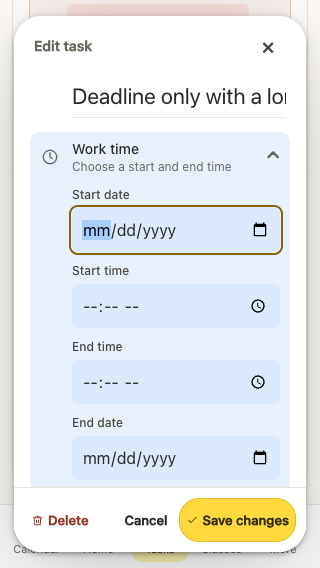 Edit task
Deadline only with a
Work time
Choose a start and end time
Start date
mm/dd/yyyy
Start time
--:-- --
End time
--:-- --
End date
mm/dd/yyyy
Delete
Cancel
Save changes